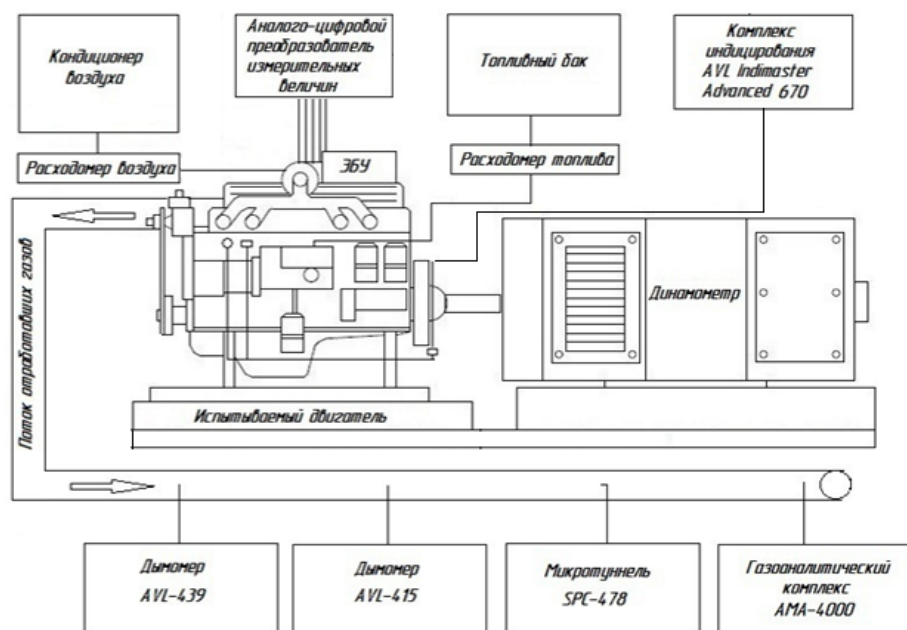 Кондиционер
воздуха
Аналого-цифровой
преобразователь
измерительных
величин
Топливный бак
Комплекс
индицирования
AVL Indimaster
Advanced 670
Расходомер воздуха
ЭБУ
Расходомер топлива
Динамометр
Поток отработавших газов
Испытываемый двигатель
Дымомер
AVL-439
Дымомер
AVL-415
Микротуннель
SPC-478
Газоаналитический
комплекс
AMA-4000